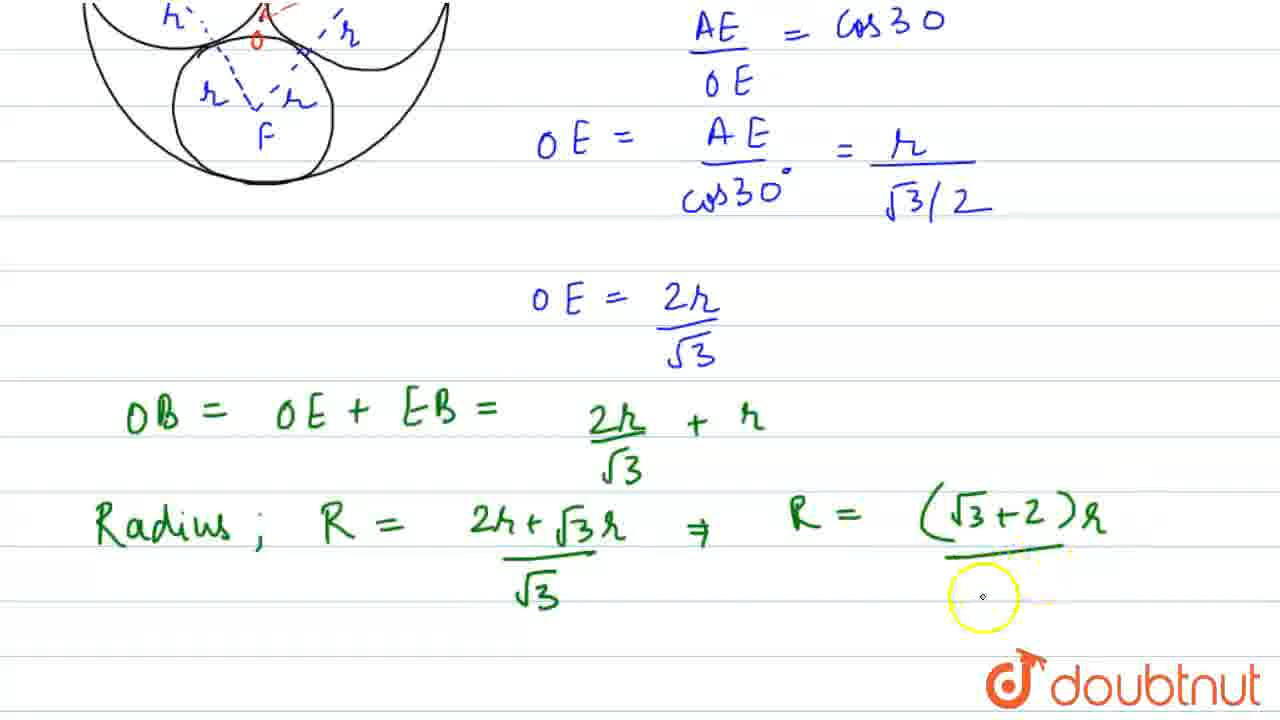 r
O
r
r
r
F
AE/OE = cos30
OE = AE/cos30° = r/√3/2
OE = 2r/√3
OB = OE + EB = 2r/√3 + r
Radius; R = 2r+√3r/√3 ⇒ R = (√3+2)r
doubtnut